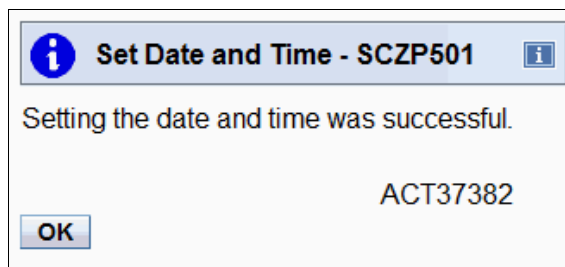 Set Date and Time - SCZP501
Setting the date and time was successful.
ACT37382
OK